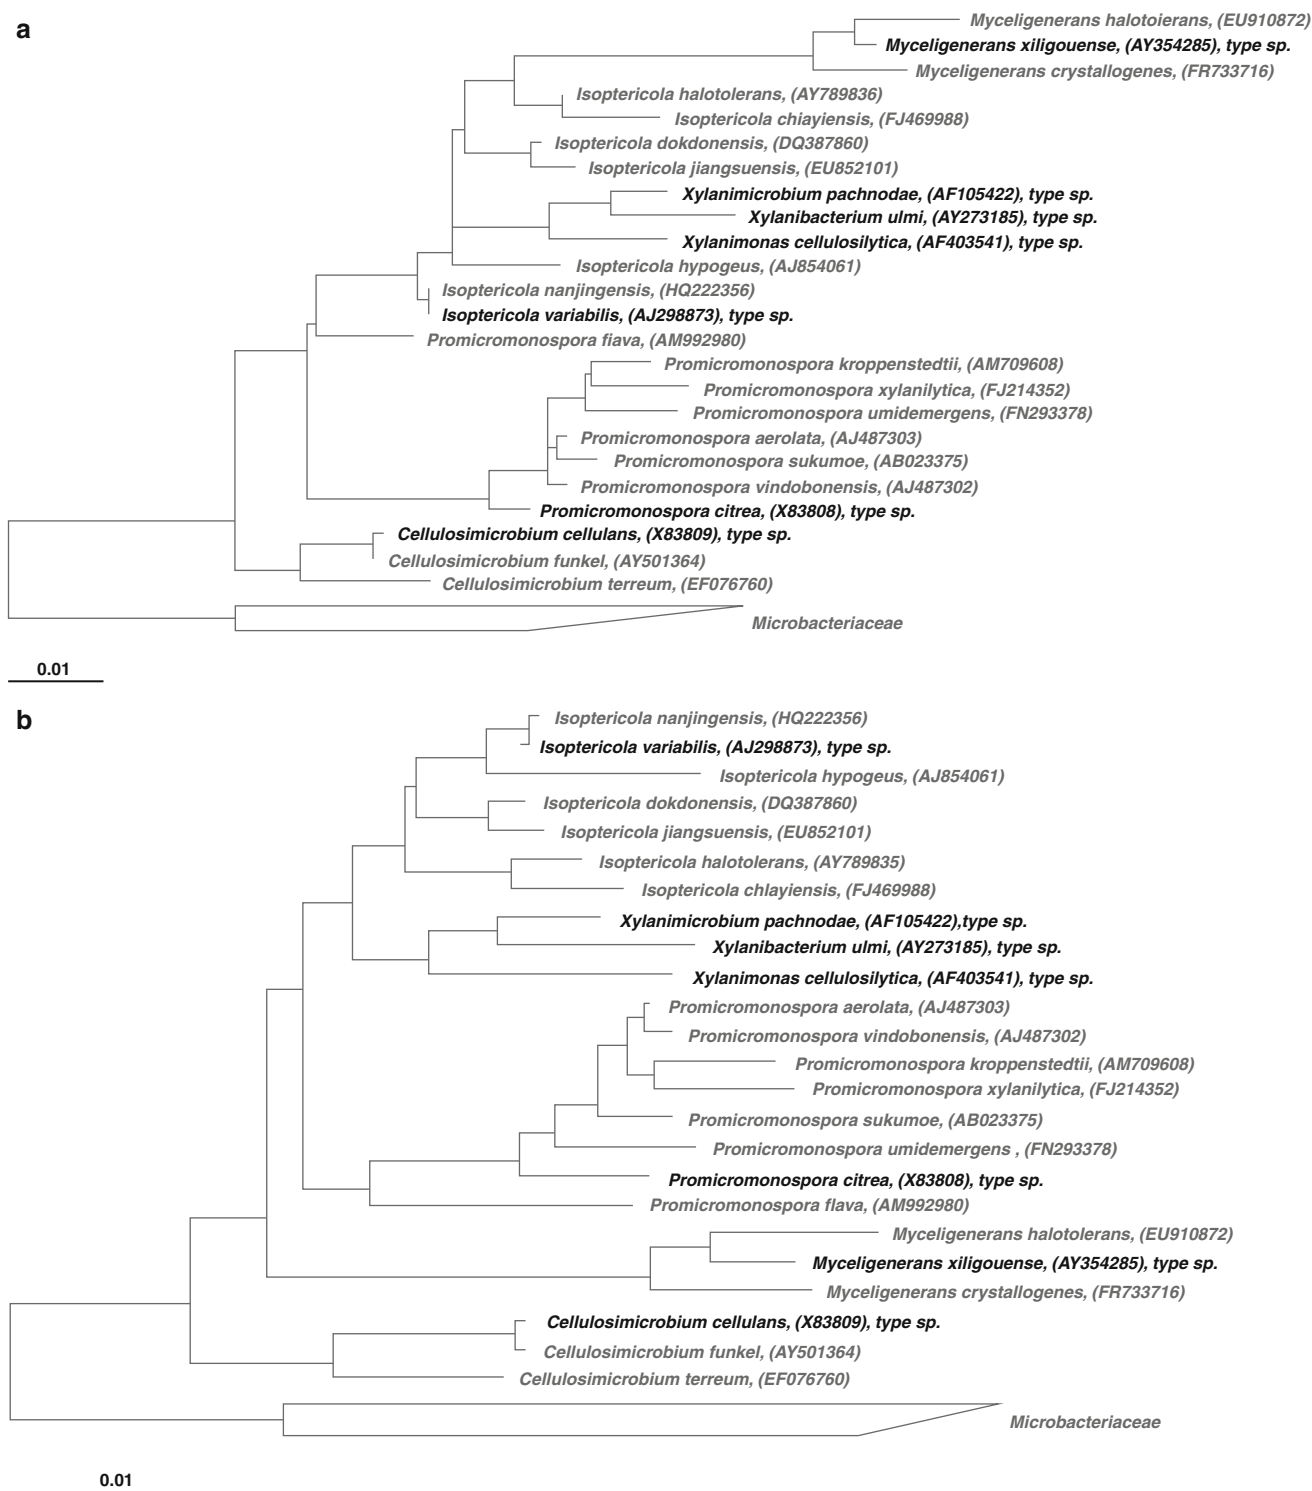 a
Myceligenerans halotoierans, (EU910872)
Myceligenerans xiligouense, (AY354285), type sp.
Myceligenerans crystallogenes, (FR733716)
Isoptericola halotolerans, (AY789836)
Isoptericola chiayiensis, (FJ469988)
Isoptericola dokdonensis, (DQ387860)
Isoptericola jiangsuensis, (EU852101)
Xylanimicrobium pachnodae, (AF105422), type sp.
Xylanibacterium ulmi, (AY273185), type sp.
Xylanimonas cellulosilytica, (AF403541), type sp.
Isoptericola hypogeus, (AJ854061)
Isoptericola nanjingensis, (HQ222356)
Isoptericola variabilis, (AJ298873), type sp.
Promicromonospora fiava, (AM992980)
Promicromonospora kroppenstedtii, (AM709608)
Promicromonospora xylanilytica, (FJ214352)
Promicromonospora umidemergens, (FN293378)
Promicromonospora aerolata, (AJ487303)
Promicromonospora sukumoe, (AB023375)
Promicromonospora vindobonensis, (AJ487302)
Promicromonospora citrea, (X83808), type sp.
Cellulosimicrobium cellulans, (X83809), type sp.
Cellulosimicrobium funkel, (AY501364)
Cellulosimicrobium terreum, (EF076760)
Microbacteriaceae
0.01
b
Isoptericola nanjingensis, (HQ222356)
Isoptericola variabilis, (AJ298873), type sp.
Isoptericola hypogeus, (AJ854061)
Isoptericola dokdonensis, (DQ387860)
Isoptericola jiangsuensis, (EU852101)
Isoptericola halotolerans, (AY789835)
Isoptericola chlayiensis, (FJ469988)
Xylanimicrobium pachnodae, (AF105422),type sp.
Xylanibacterium ulmi, (AY273185), type sp.
Xylanimonas cellulosilytica, (AF403541), type sp.
Promicromonospora aerolata, (AJ487303)
Promicromonospora vindobonensis, (AJ487302)
Promicromonospora kroppenstedtii, (AM709608)
Promicromonospora xylanilytica, (FJ214352)
Promicromonospora sukumoe, (AB023375)
Promicromonospora umidemergens , (FN293378)
Promicromonospora citrea, (X83808), type sp.
Promicromonospora flava, (AM992980)
Myceligenerans halotolerans, (EU910872)
Myceligenerans xiligouense, (AY354285), type sp.
Myceligenerans crystallogenes, (FR733716)
Cellulosimicrobium cellulans, (X83809), type sp.
Cellulosimicrobium funkel, (AY501364)
Cellulosimicrobium terreum, (EF076760)
Microbacteriaceae
0.01